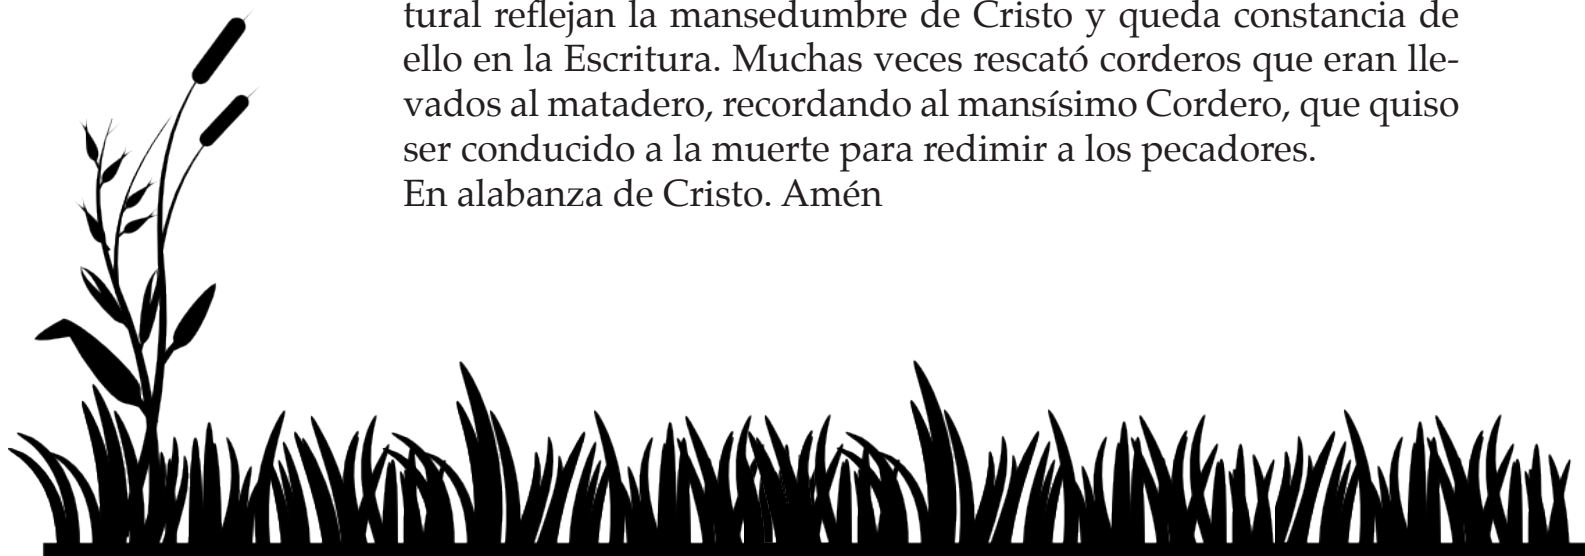 tural reflejan la mansedumbre de Cristo y queda constancia de
ello en la Escritura. Muchas veces rescató corderos que eran lle-
vados al matadero, recordando al mansísimo Cordero, que quiso
ser conducido a la muerte para redimir a los pecadores.
En alabanza de Cristo. Amén